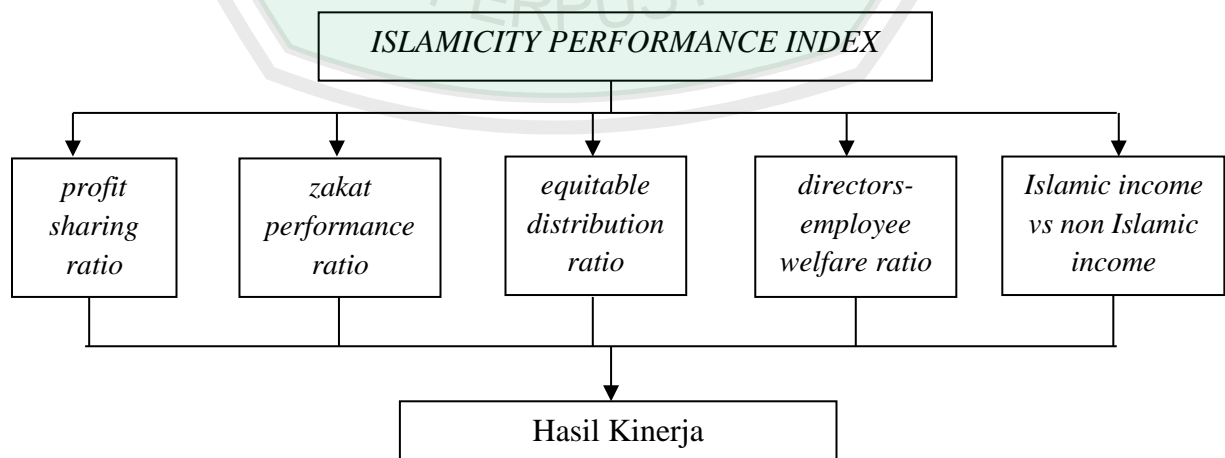 PERPUST
ISLAMICITY PERFORMANCE INDEX
profit
sharing
ratio
zakat
performance
ratio
equitable
distribution
ratio
directors-
employee
welfare ratio
Islamic income
vs non Islamic
income
Hasil Kinerja